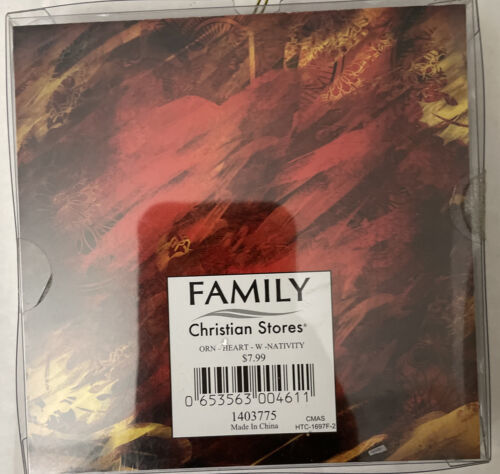 FAMILY
Christian Stores®
ORN - HEART - W -NATIVITY
$7.99
0 653563 004611
1403775
Made In China
CMAS
HTC-1697F-2